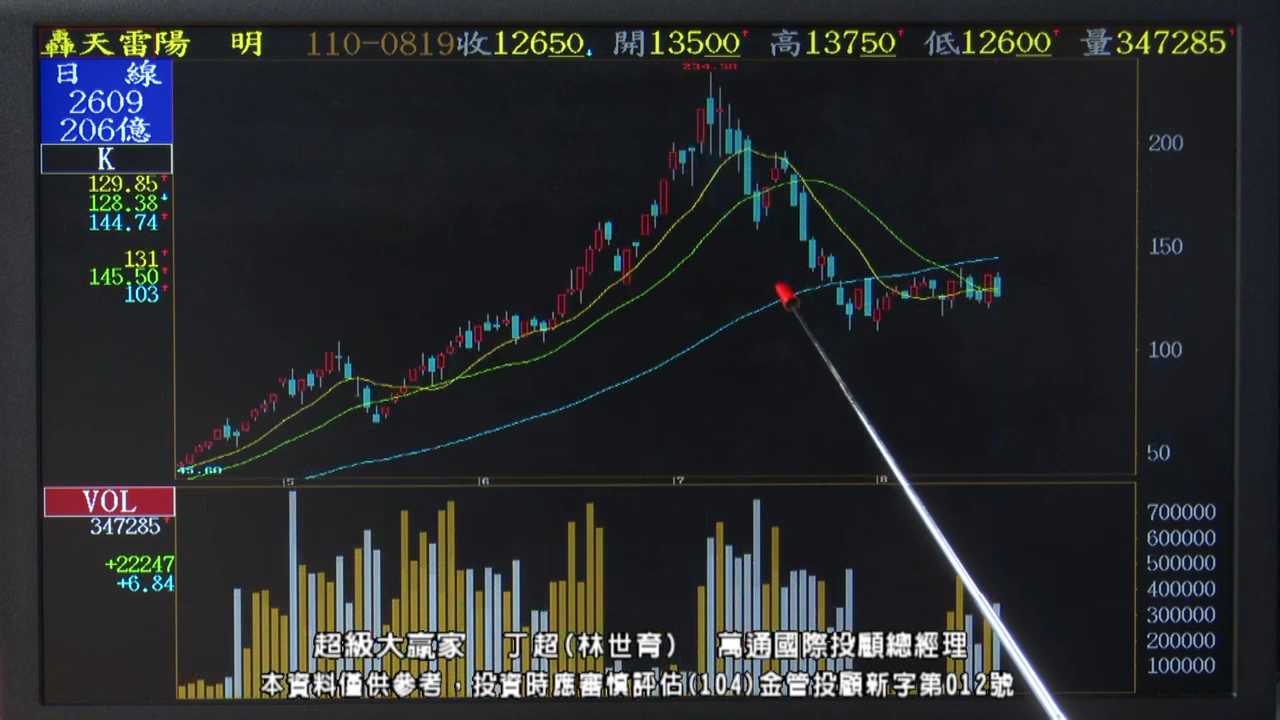 轟天雷陽 明 110-0819收12650↓ 開13500↑ 高13750↑ 低12600↑ 量347285↑
日 線
2609
206億
K
129.85↑
128.38↓
144.74↑
131↑
145.50↑
103↑
234.50
200
150
100
50
45.60
5 6 7 8
VOL
347285↑
+22247
+6.84
700000
600000
500000
400000
300000
200000
100000
超級大贏家 丁超(林世育) 萬通國際投顧總經理
本資料僅供參考，投資時應審慎評估(104)金管投顧新字第012號